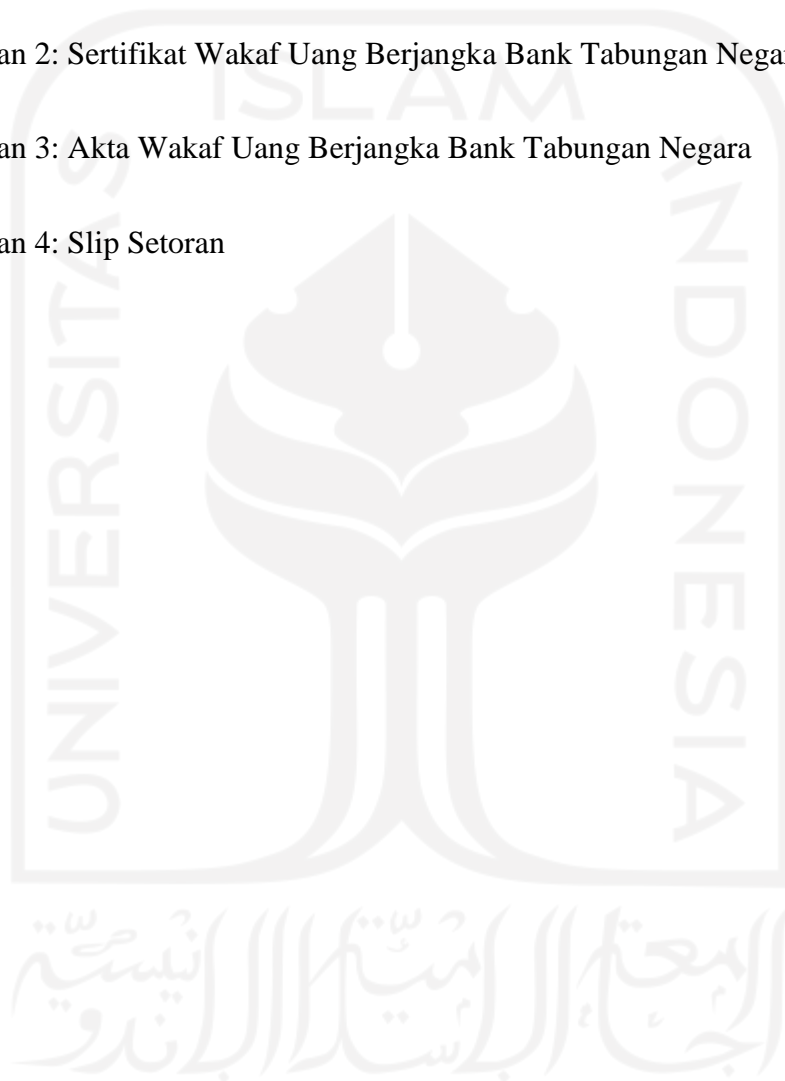 an 2: Sertifikat Wakaf Uang Berjangka Bank Tabungan Negar
an 3: Akta Wakaf Uang Berjangka Bank Tabungan Negara
an 4: Slip Setoran
ISLAM
UNIVERSITAS
INDONESIA